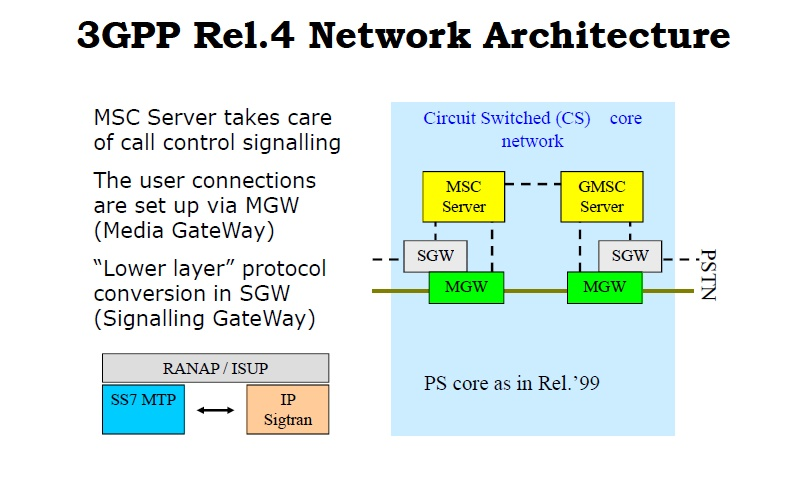 3GPP Rel.4 Network Architecture
MSC Server takes care
of call control signalling
The user connections
are set up via MGW
(Media GateWay)
“Lower layer” protocol
conversion in SGW
(Signalling GateWay)
RANAP / ISUP
SS7 MTP
IP
Sigtran
Circuit Switched (CS) core
network
MSC
Server
GMSC
Server
SGW
SGW
MGW
MGW
PSTN
PS core as in Rel.’99